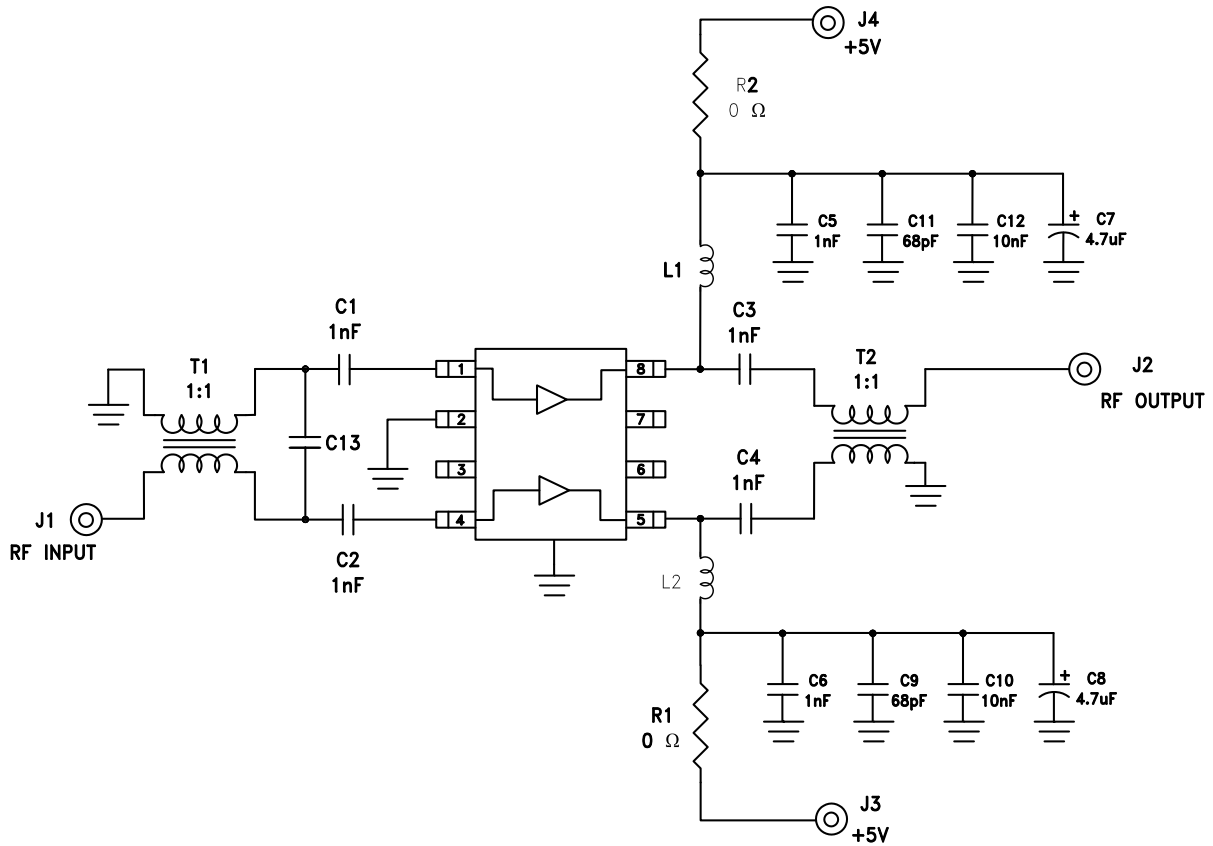 J4
+5V
R2
0 Ω
C5
1nF
C11
68pF
C12
10nF
+
C7
4.7uF
L1
C1
1nF
C3
1nF
T1
1:1
T2
1:1
J2
RF OUTPUT
1
8
2
7
C13
3
6
4
5
C4
1nF
J1
RF INPUT
C2
1nF
L2
C6
1nF
C9
68pF
C10
10nF
+
C8
4.7uF
R1
0 Ω
J3
+5V